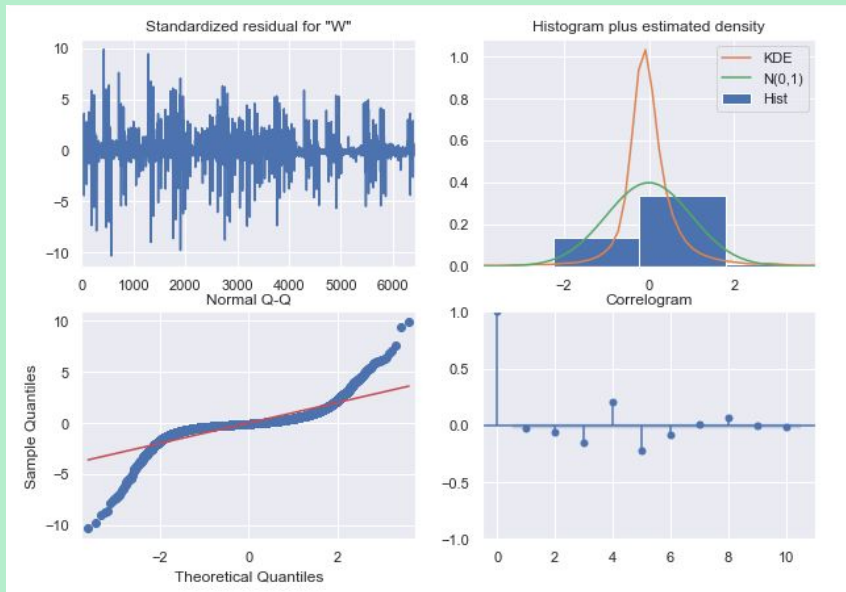 Standardized residual for "W"
10
5
0
−5
−10
0 1000 2000 3000 4000 5000 6000
Histogram plus estimated density
KDE
N(0,1)
Hist
1.0
0.8
0.6
0.4
0.2
0.0
−2 0 2
Normal Q-Q
10
5
0
−5
−10
Sample Quantiles
−2 0 2
Theoretical Quantiles
Correlogram
1.0
0.5
0.0
−0.5
−1.0
0 2 4 6 8 10